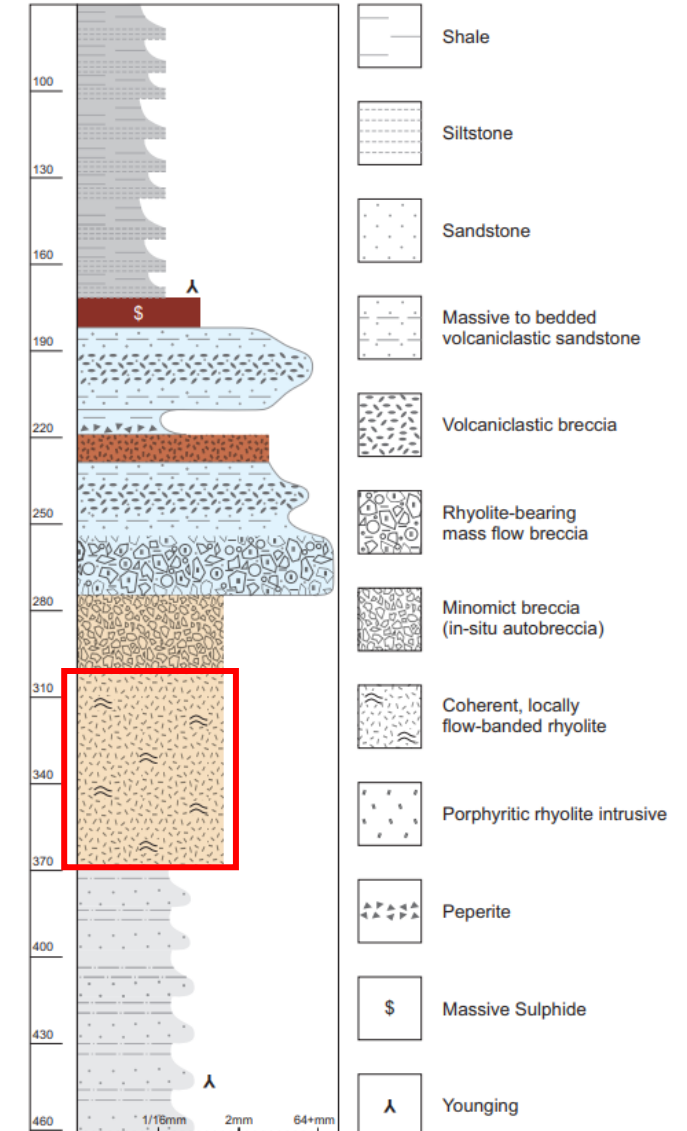 100
130
160
$
190
220
250
280
310
340
370
400
430
460
1/16mm 2mm 64+mm
Shale
Siltstone
Sandstone
Massive to bedded
volcaniclastic sandstone
Volcaniclastic breccia
Rhyolite-bearing
mass flow breccia
Minomict breccia
(in-situ autobreccia)
Coherent, locally
flow-banded rhyolite
Porphyritic rhyolite intrusive
Peperite
$ Massive Sulphide
Younging